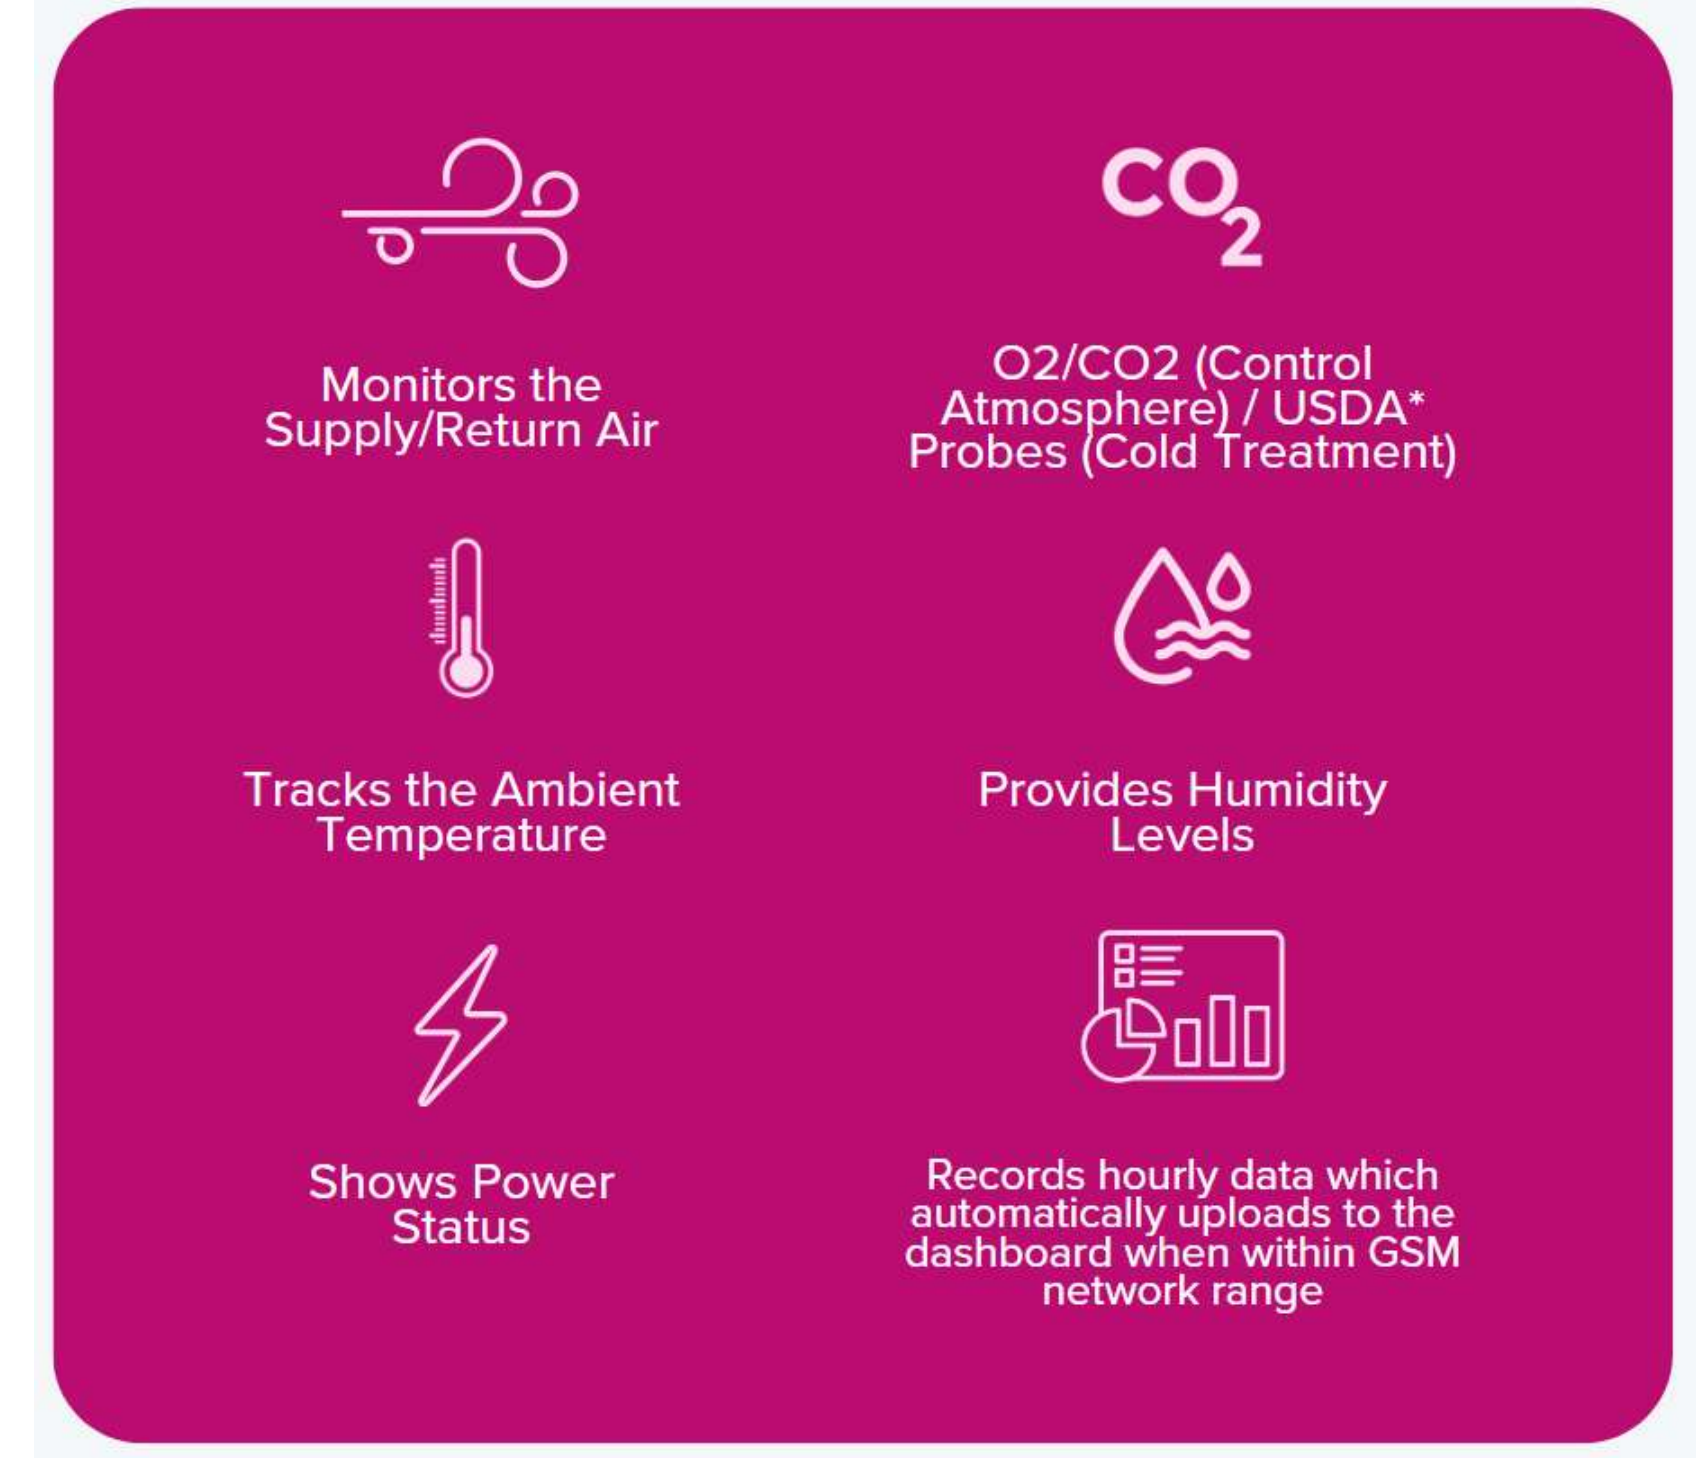 Monitors the
Supply/Return Air
CO2
O2/CO2 (Control
Atmosphere) / USDA*
Probes (Cold Treatment)
Tracks the Ambient
Temperature
Provides Humidity
Levels
Shows Power
Status
Records hourly data which
automatically uploads to the
dashboard when within GSM
network range